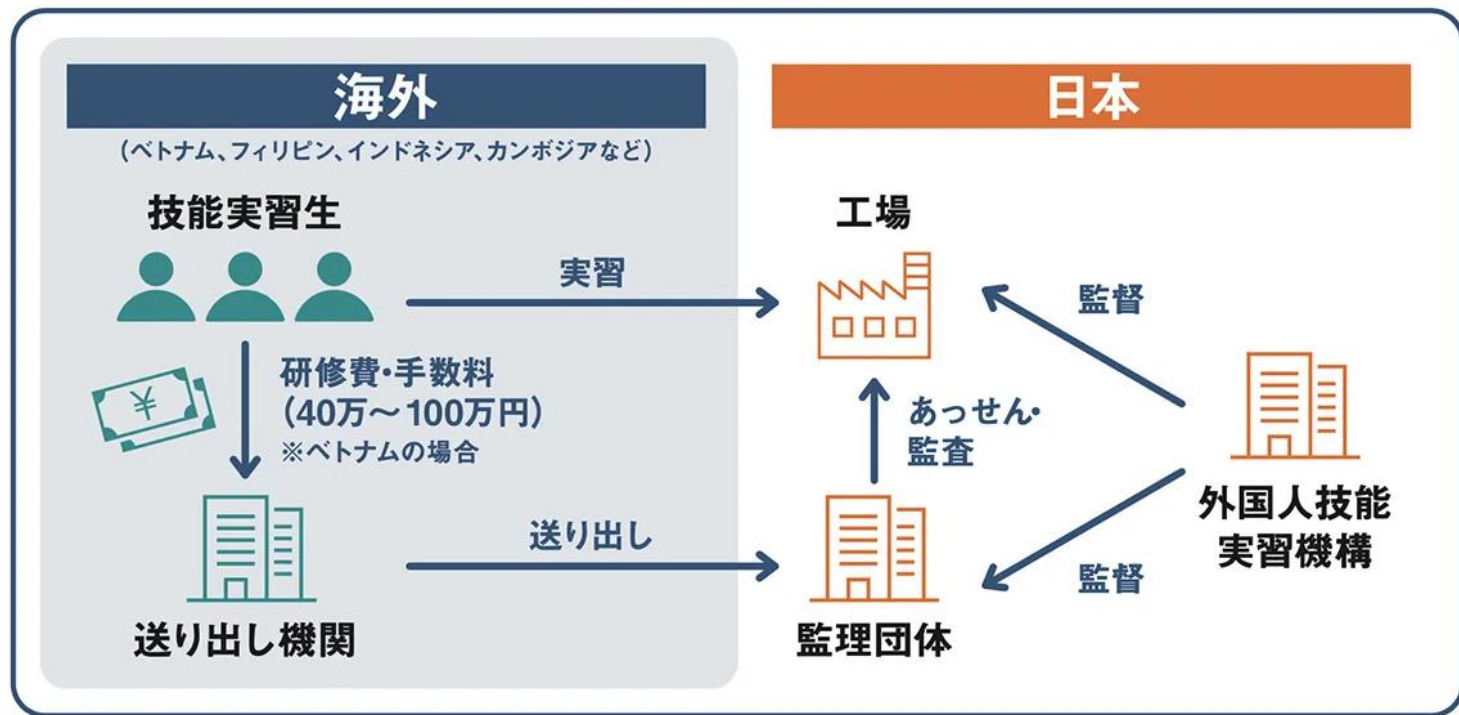 海外
(ベトナム、フィリピン、インドネシア、カンボジアなど)
技能実習生
実習
¥
研修費・手数料
(40万〜100万円)
※ベトナムの場合
送り出し
送り出し機関
日本
工場
監督
あっせん・
監査
外国人技能
実習機構
監督
監理団体